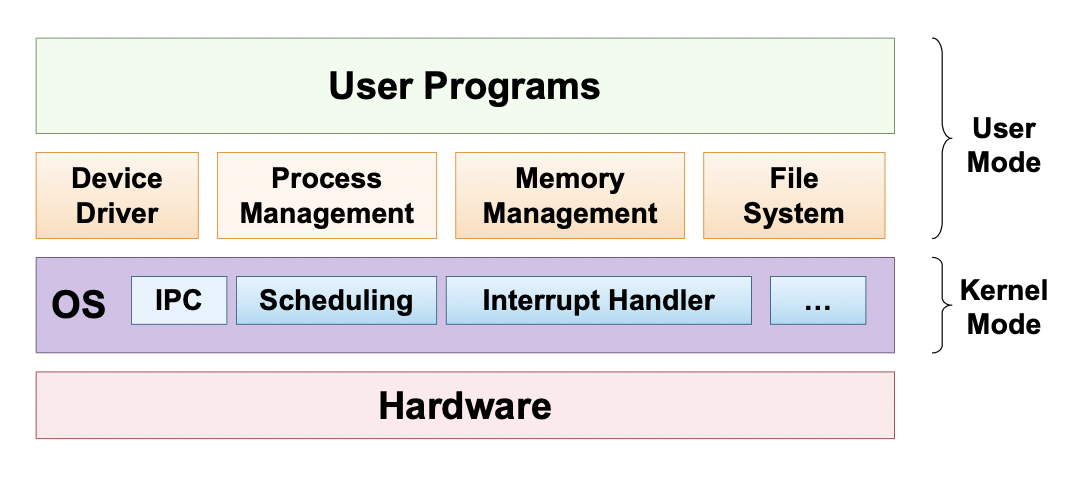 User Programs
User
Mode
Device
Driver
Process
Management
Memory
Management
File
System
OS
IPC
Scheduling
Interrupt Handler
...
Kernel
Mode
Hardware